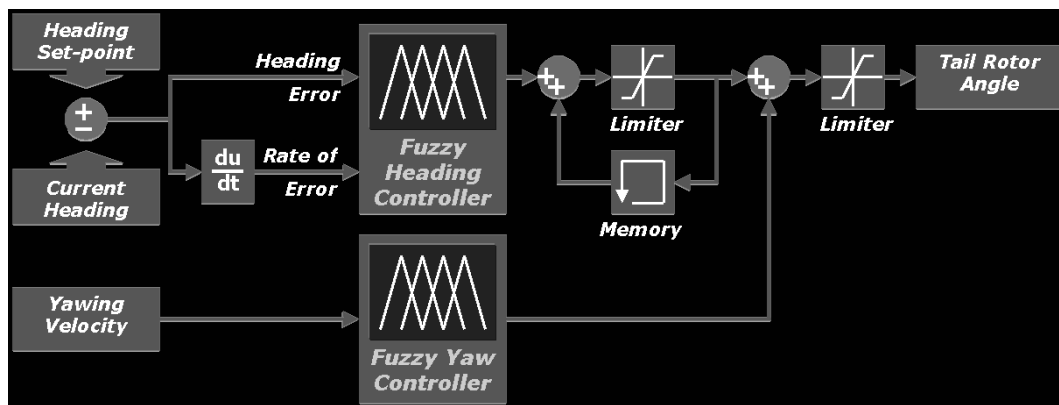 Heading
Set-point
+
−
Current
Heading
Heading
Error
du
dt
Rate of
Error
Fuzzy
Heading
Controller
+
+
Limiter
Memory
+
+
Limiter
Tail Rotor
Angle
Yawing
Velocity
Fuzzy Yaw
Controller